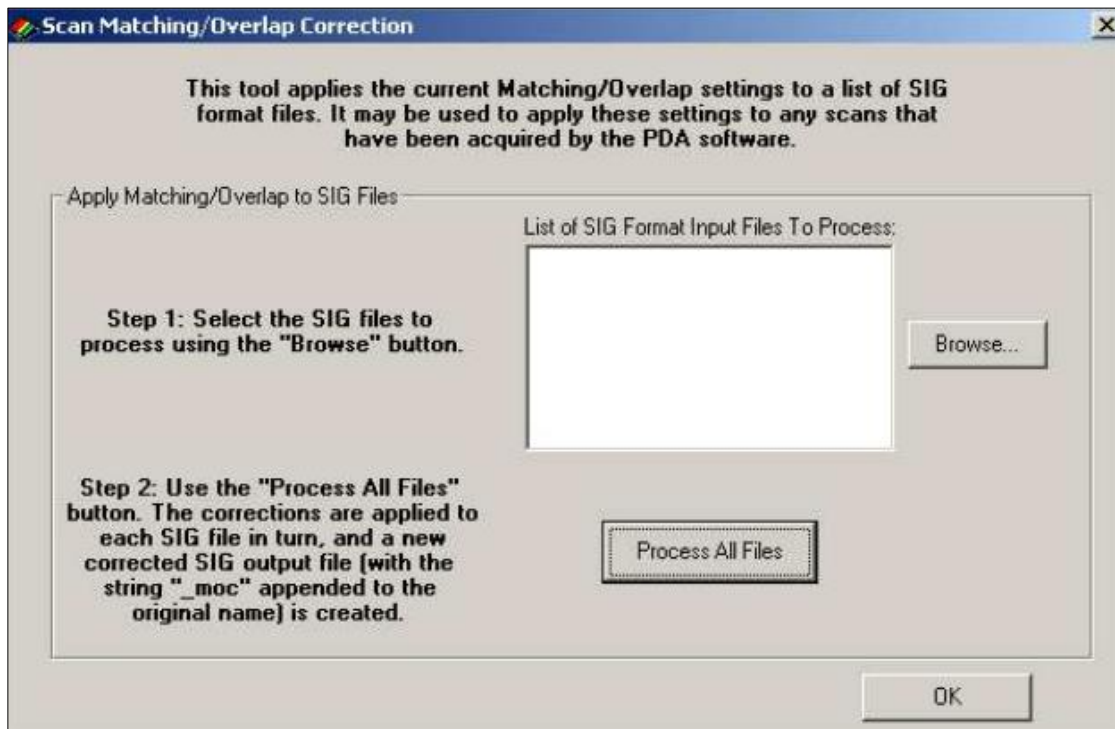 Scan Matching/Overlap Correction
This tool applies the current Matching/Overlap settings to a list of SIG
format files. It may be used to apply these settings to any scans that
have been acquired by the PDA software.
Apply Matching/Overlap to SIG Files
List of SIG Format Input Files To Process:
Step 1: Select the SIG files to
process using the "Browse" button.
Browse...
Step 2: Use the "Process All Files"
button. The corrections are applied to
each SIG file in turn, and a new
corrected SIG output file (with the
string "_moc" appended to the
original name) is created.
Process All Files
OK